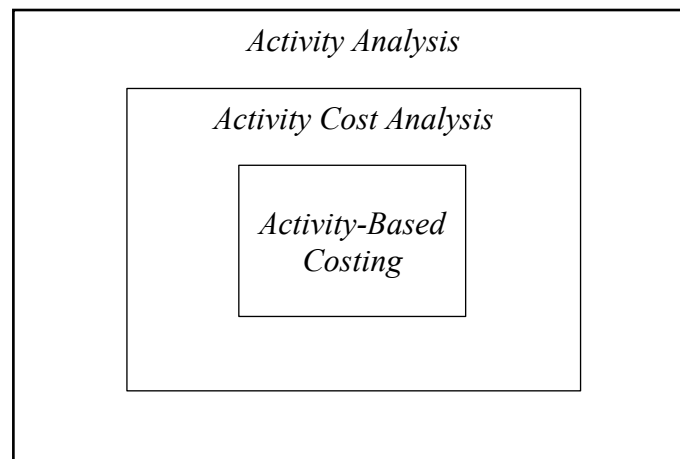 Activity Analysis
Activity Cost Analysis
Activity-Based
Costing